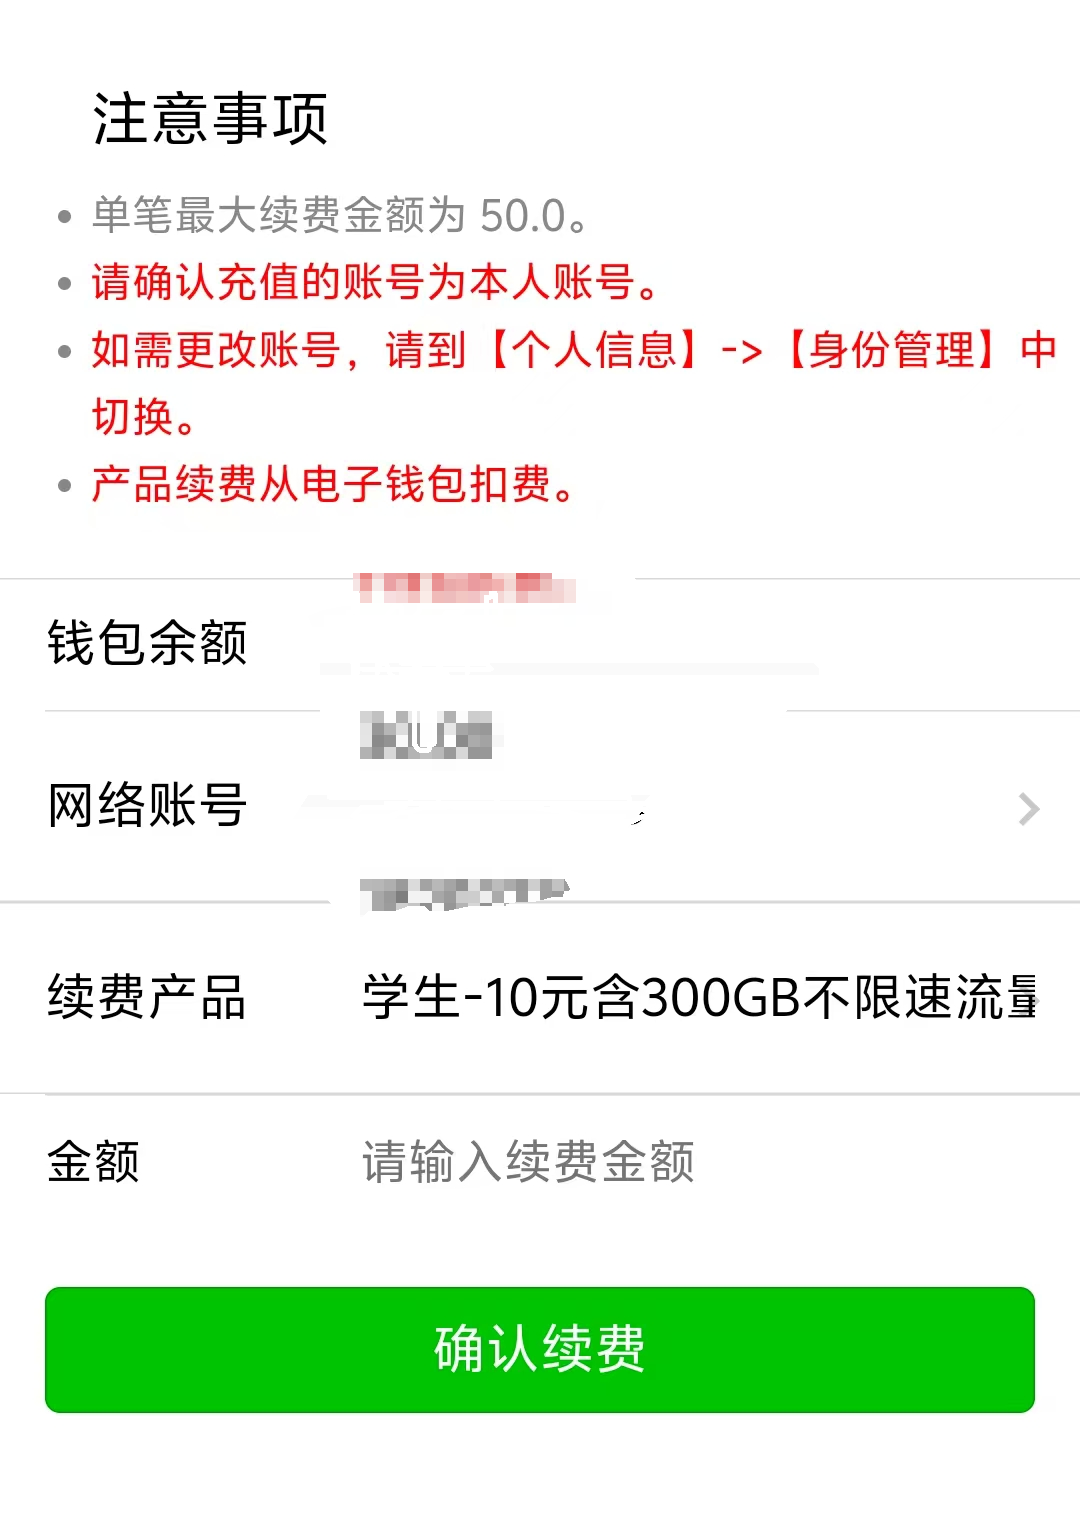 注意事项
单笔最大续费金额为 50.0。
请确认充值的账号为本人账号。
如需更改账号，请到【个人信息】->【身份管理】中
切换。
产品续费从电子钱包扣费。
钱包余额
网络账号
续费产品 学生-10元含300GB不限速流量
金额 请输入续费金额
确认续费